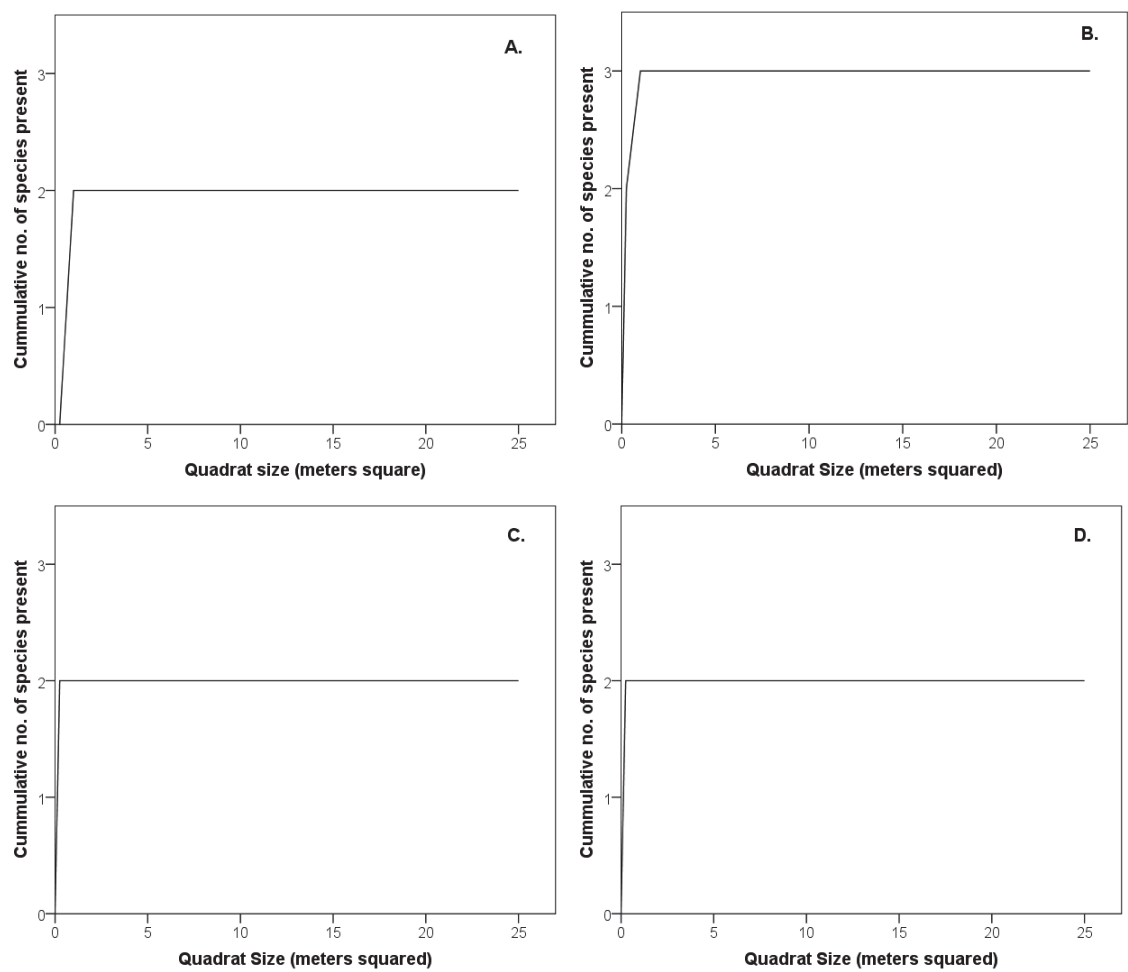 A.
Cummulative no. of species present
3
2
1
0
0 5 10 15 20 25
Quadrat size (meters square)
B.
Cummulative no. of species present
3
2
1
0
0 5 10 15 20 25
Quadrat Size (meters squared)
C.
Cummulative no. of species present
3
2
1
0
0 5 10 15 20 25
Quadrat Size (meters squared)
D.
Cummulative no. of species present
3
2
1
0
0 5 10 15 20 25
Quadrat Size (meters squared)